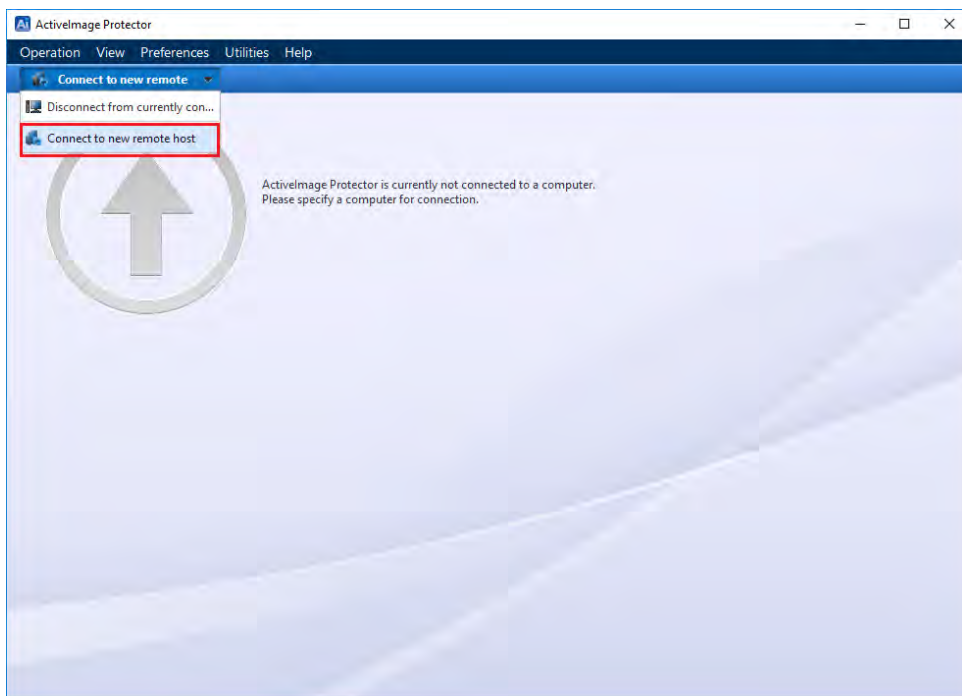 Ai ActiveImage Protector
Operation View Preferences Utilities Help
Connect to new remote
Disconnect from currently con...
Connect to new remote host
ActiveImage Protector is currently not connected to a computer.
Please specify a computer for connection.